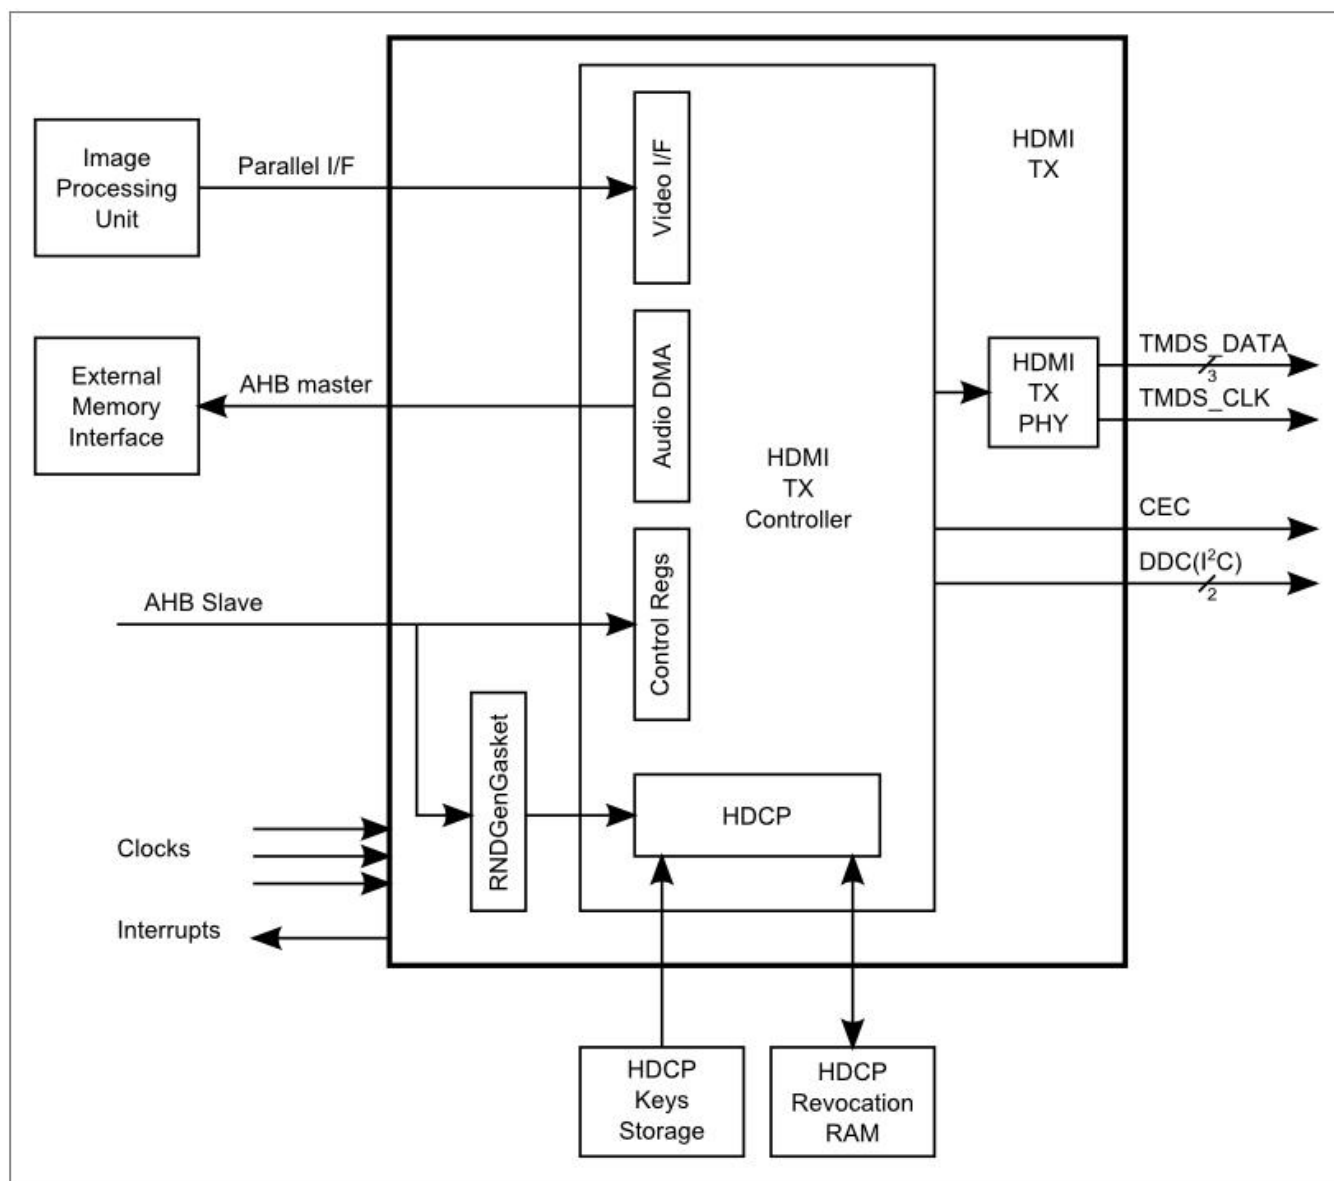 HDMI
TX
Image
Processing
Unit
Parallel I/F
Video I/F
External
Memory
Interface
AHB master
Audio DMA
HDMI
TX
PHY
TMDS_DATA
3
TMDS_CLK
HDMI
TX
Controller
CEC
DDC(I²C)
2
AHB Slave
Control Regs
RNDGenGasket
HDCP
Clocks
Interrupts
HDCP
Keys
Storage
HDCP
Revocation
RAM